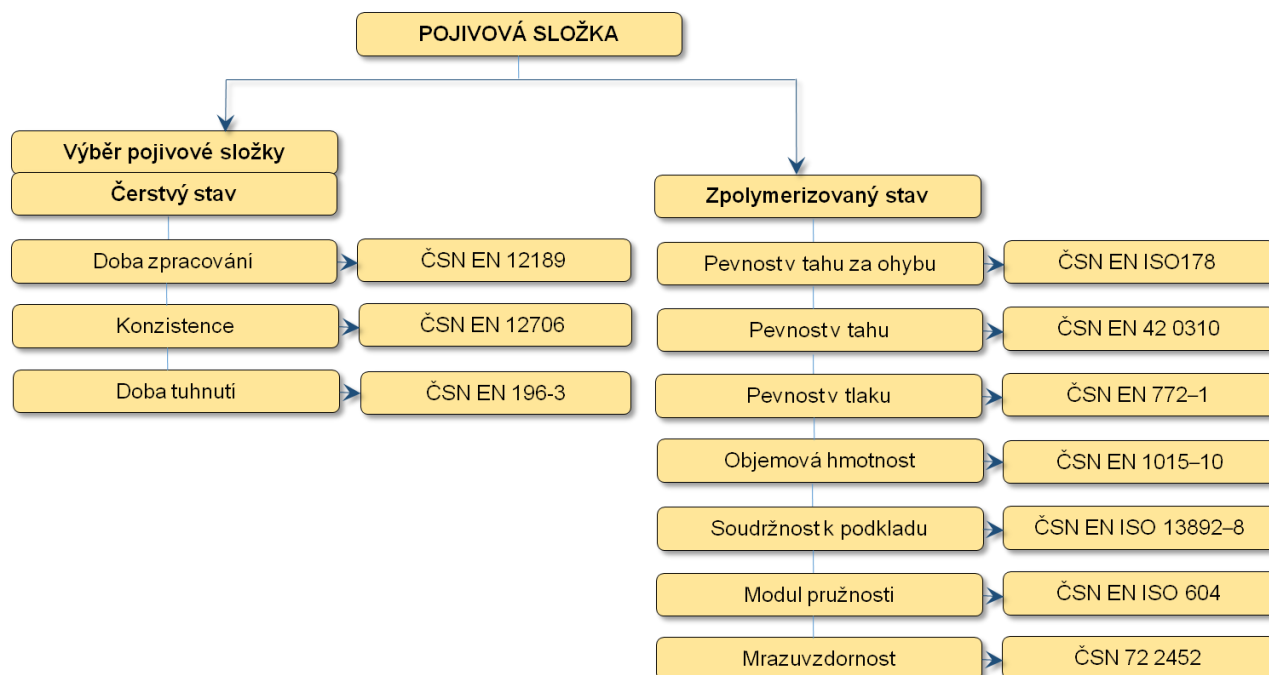 POJIVOVÁ SLOŽKA
Výběr pojivové složky
Čerstvý stav
Doba zpracování
ČSN EN 12189
Konzistence
ČSN EN 12706
Doba tuhnutí
ČSN EN 196-3
Zpolymerizovaný stav
Pevnost v tahu za ohybu
ČSN EN ISO178
Pevnost v tahu
ČSN EN 42 0310
Pevnost v tlaku
ČSN EN 772–1
Objemová hmotnost
ČSN EN 1015–10
Soudržnost k podkladu
ČSN EN ISO 13892–8
Modul pružnosti
ČSN EN ISO 604
Mrazuvzdornost
ČSN 72 2452